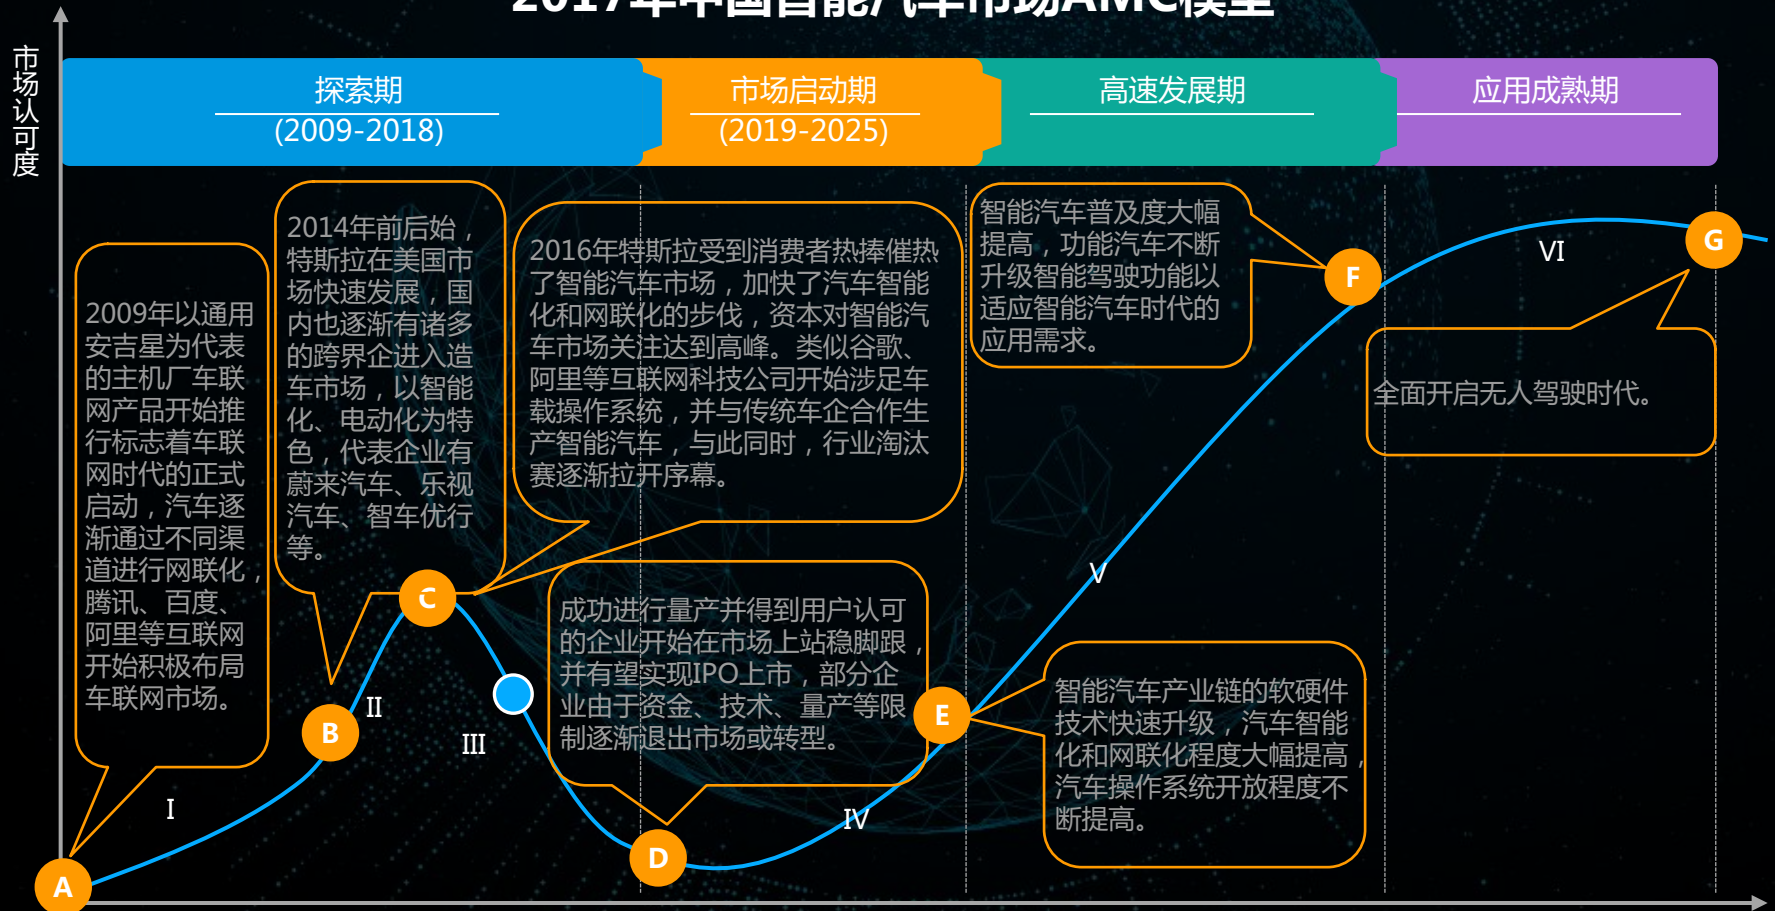 2017年中国智能汽车市场AMC模型
市场认可度
探索期
(2009-2018)
市场启动期
(2019-2025)
高速发展期
应用成熟期
2009年以通用
安吉星为代表
的主机厂车联
网产品开始推
行标志着车联
网时代的正式
启动，汽车逐
渐通过不同渠
道进行网联化，
腾讯、百度、
阿里等互联网
开始积极布局
车联网市场。
2014年前后始，
特斯拉在美国市
场快速发展，国
内也逐渐有诸多
的跨界企进入造
车市场，以智能
化、电动化为特
色，代表企业有
蔚来汽车、乐视
汽车、智车优行
等。
2016年特斯拉受到消费者热捧催热
了智能汽车市场，加快了汽车智能
化和网联化的步伐，资本对智能汽
车市场关注达到高峰。类似谷歌、
阿里等互联网科技公司开始涉足车
载操作系统，并与传统车企合作生
产智能汽车，与此同时，行业淘汰
赛逐渐拉开序幕。
智能汽车普及度大幅
提高，功能汽车不断
升级智能驾驶功能以
适应智能汽车时代的
应用需求。
F
G
VI
全面开启无人驾驶时代。
V
C
成功进行量产并得到用户认可
的企业开始在市场上站稳脚跟，
并有望实现IPO上市，部分企
业由于资金、技术、量产等限
制逐渐退出市场或转型。
智能汽车产业链的软硬件
技术快速升级，汽车智能
化和网联化程度大幅提高，
汽车操作系统开放程度不
断提高。
B
II
III
E
I
IV
D
A